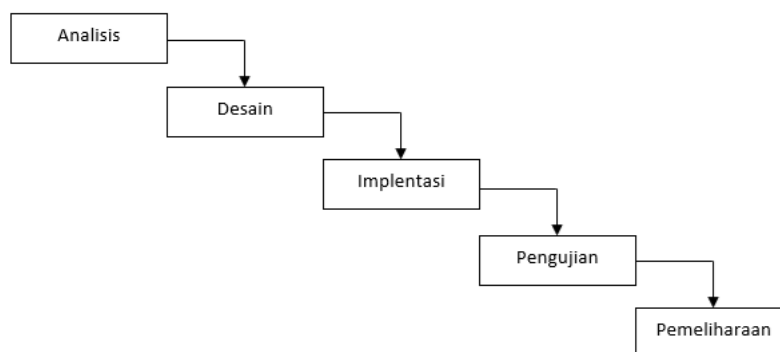 Analisis
Desain
Implentasi
Pengujian
Pemeliharaan